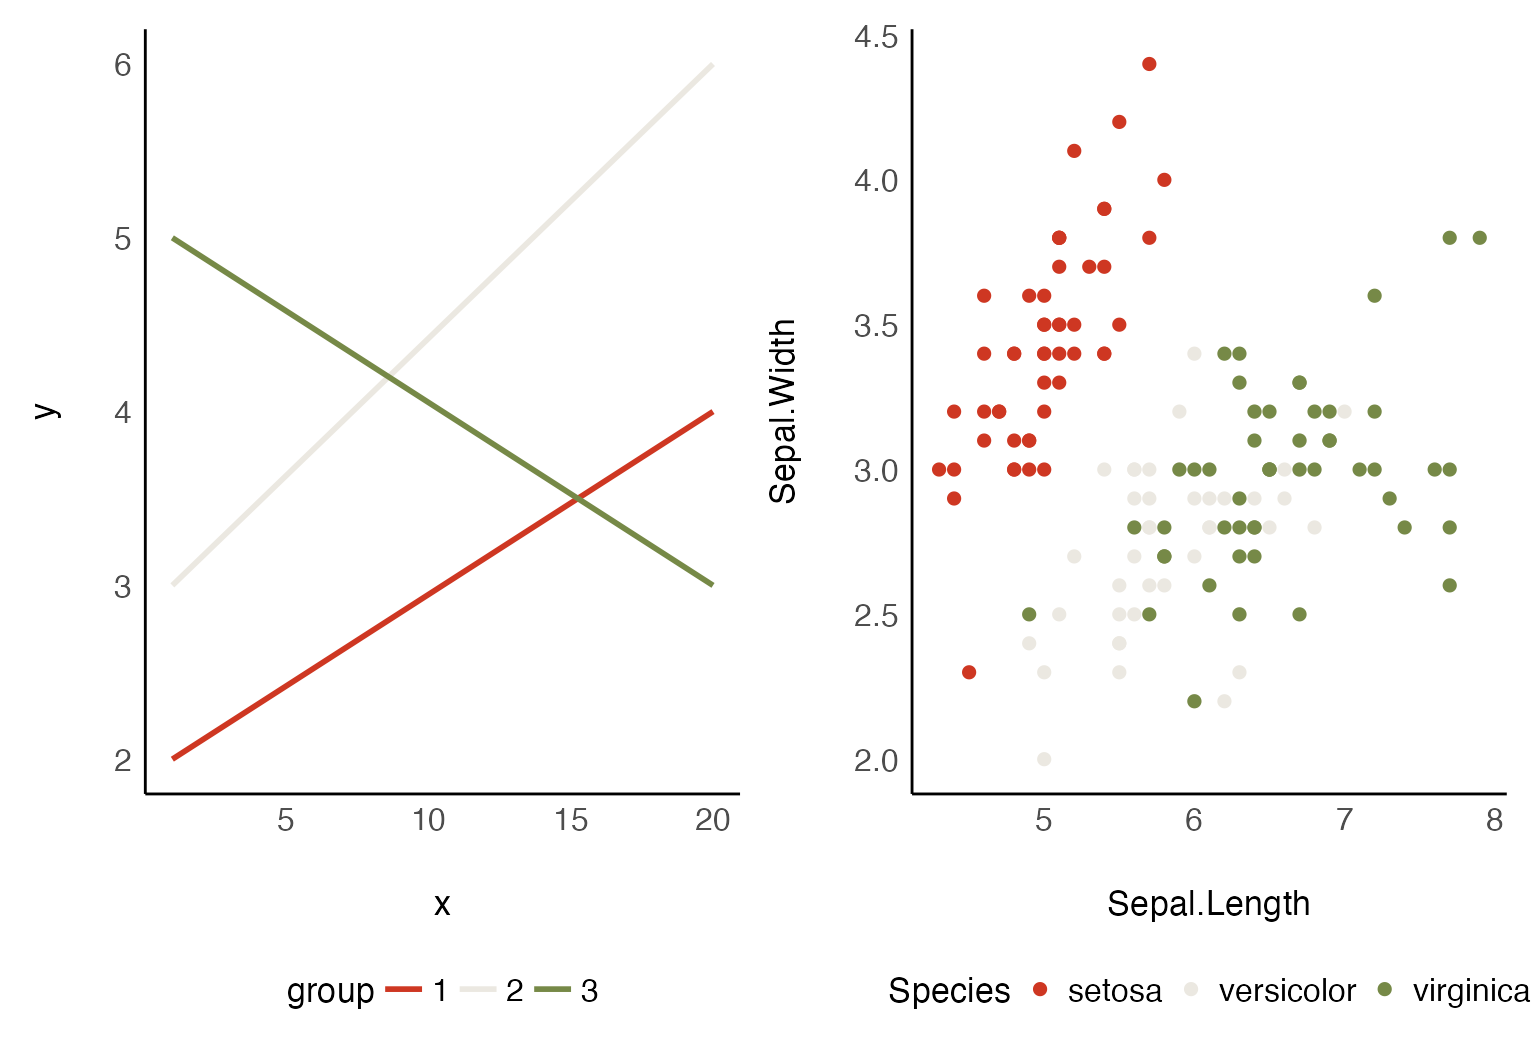 6
5
4
3
2
y
5 10 15 20
x
group 1 2 3
4.5
4.0
3.5
3.0
2.5
2.0
Sepal.Width
5 6 7 8
Sepal.Length
Species setosa versicolor virginica